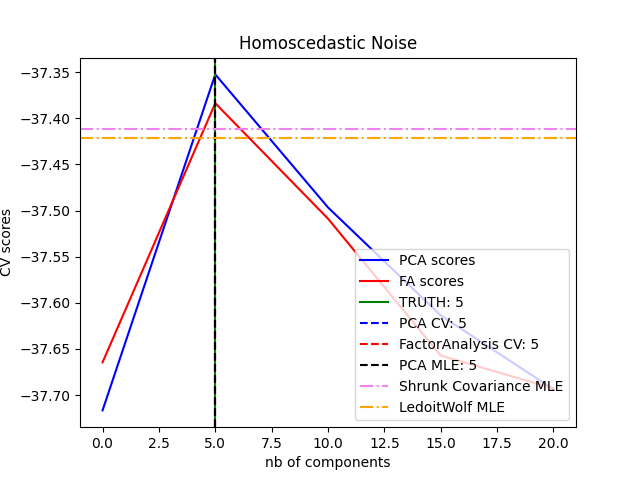 Homoscedastic Noise
CV scores
−37.35
−37.40
−37.45
−37.50
−37.55
−37.60
−37.65
−37.70
PCA scores
FA scores
TRUTH: 5
PCA CV: 5
FactorAnalysis CV: 5
PCA MLE: 5
Shrunk Covariance MLE
LedoitWolf MLE
0.0 2.5 5.0 7.5 10.0 12.5 15.0 17.5 20.0
nb of components